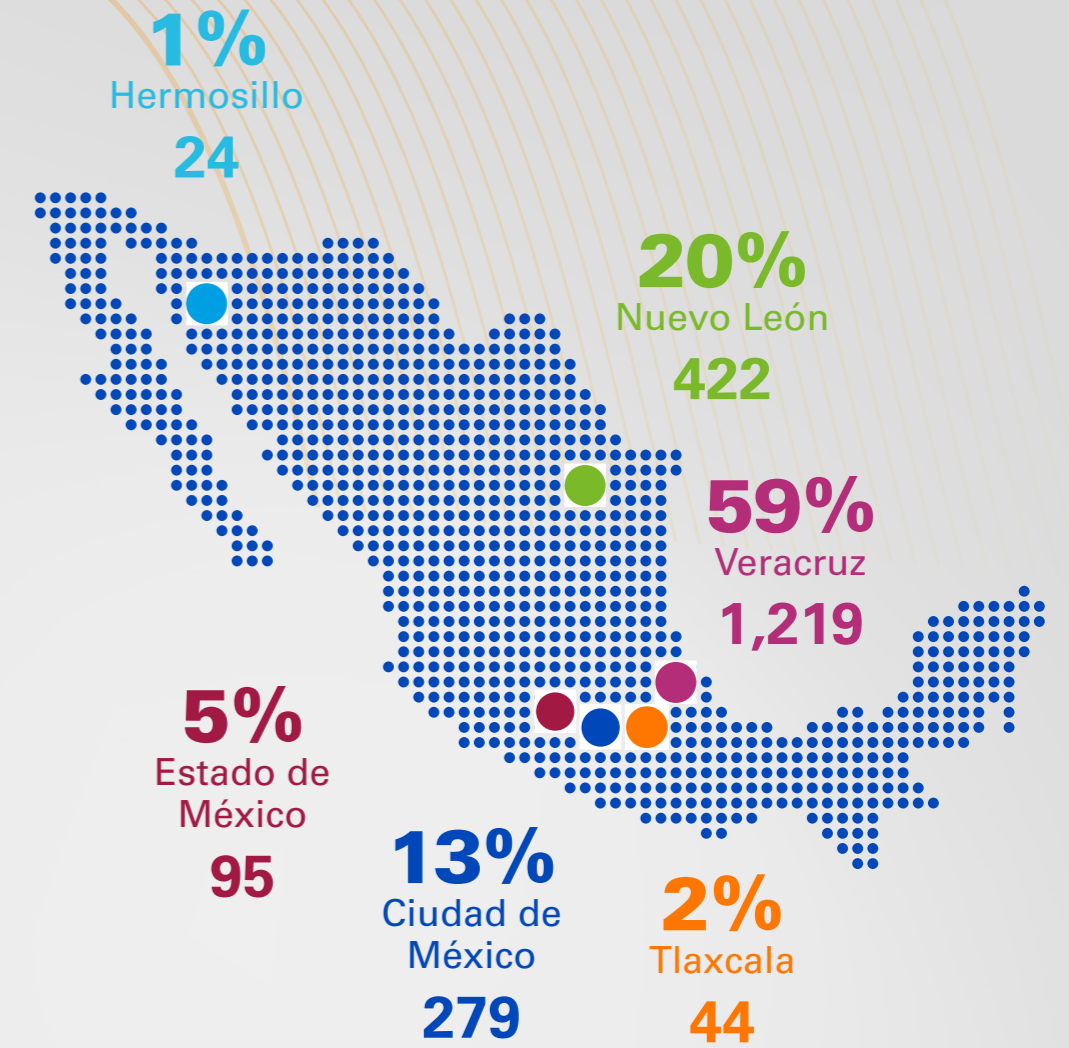 1%
Hermosillo
24
20%
Nuevo León
422
59%
Veracruz
1,219
5%
Estado de
México
95
13%
Ciudad de
México
279
2%
Tlaxcala
44